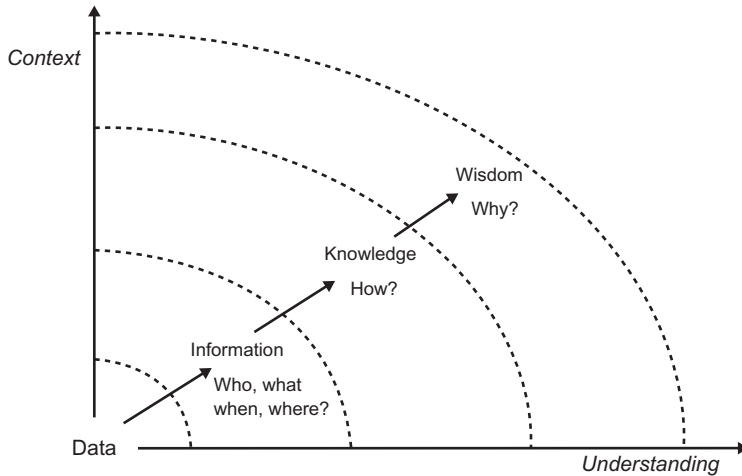 Context
Wisdom
Why?
Knowledge
How?
Information
Who, what
when, where?
Data
Understanding